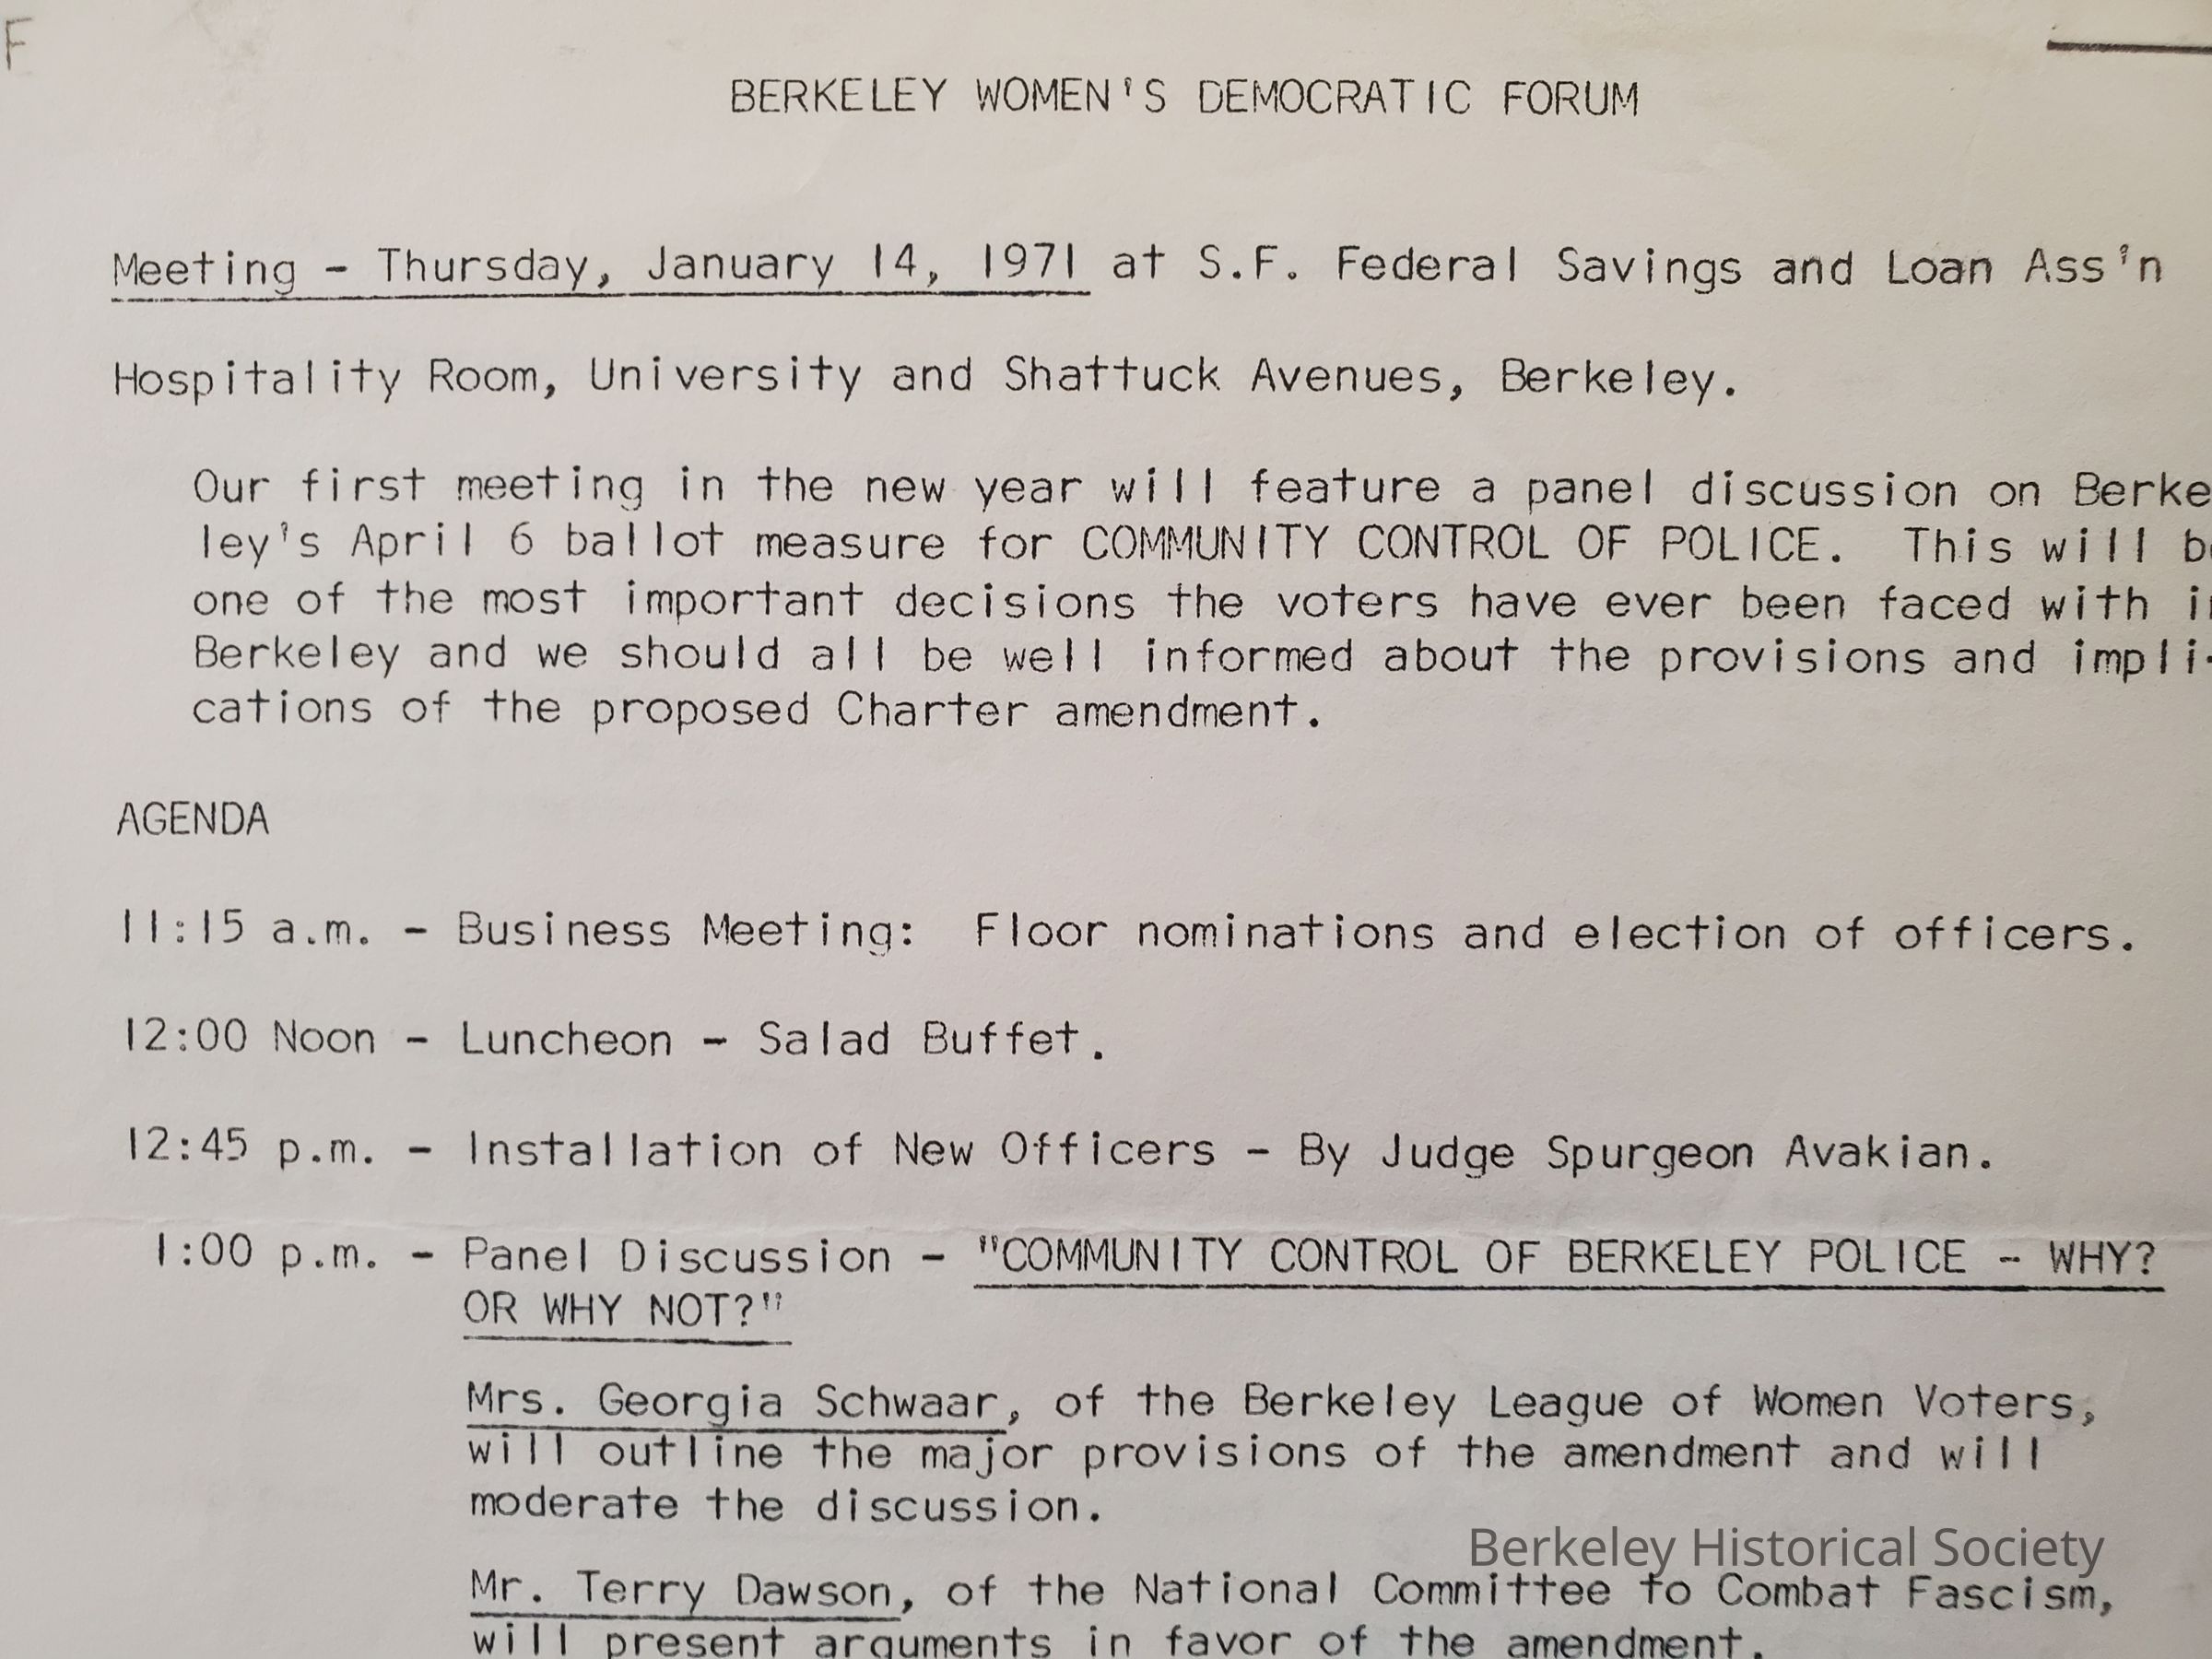 F
BERKELEY WOMEN'S DEMOCRATIC FORUM
Meeting - Thursday, January 14, 1971 at S.F. Federal Savings and Loan Ass'n
Hospitality Room, University and Shattuck Avenues, Berkeley.
Our first meeting in the new year will feature a panel discussion on Berke
ley's April 6 ballot measure for COMMUNITY CONTROL OF POLICE. This will
one of the most important decisions the voters have ever been faced with
Berkeley and we should all be well informed about the provisions and impli-
cations of the proposed Charter amendment.
AGENDA
11:15 a.m. - Business Meeting: Floor nominations and election of officers.
12:00 Noon - Luncheon - Salad Buffet.
12:45 p.m. - Installation of New Officers - By Judge Spurgeon Avakian.
1:00 p.m. - Panel Discussion - "COMMUNITY CONTROL OF BERKELEY POLICE - WHY?
OR WHY NOT?"
Mrs. Georgia Schwaar, of the Berkeley League of Women Voters,
will outline the major provisions of the amendment and will
moderate the discussion.
Berkeley Historical Society
Mr. Terry Dawson, of the National Committee to Combat Fascism,
will present arguments in favor of the amendment.